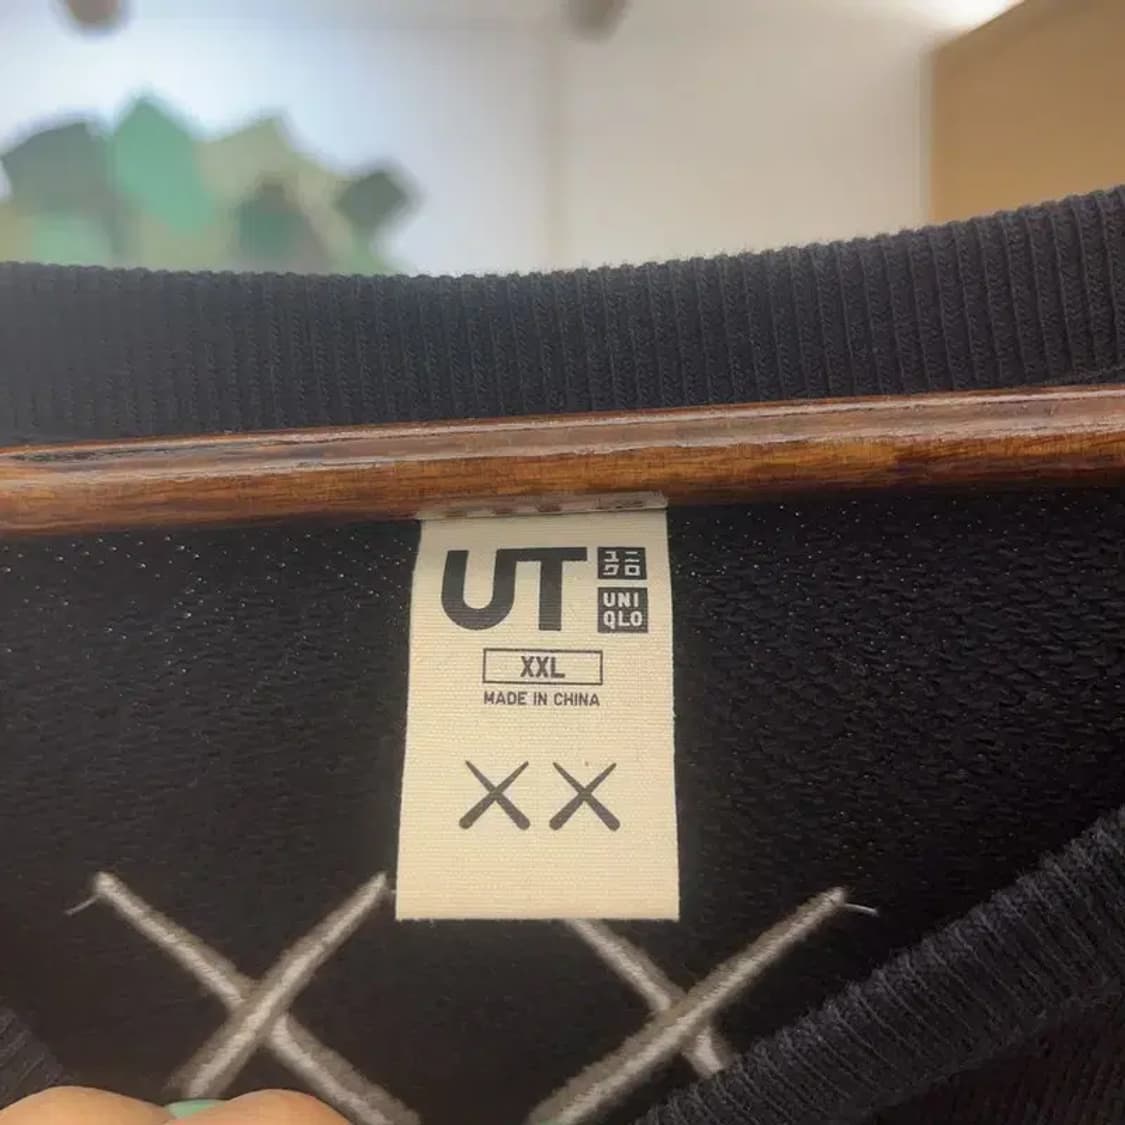 UT
ユニ
クロ
UNI
QLO
XXL
MADE IN CHINA
XX